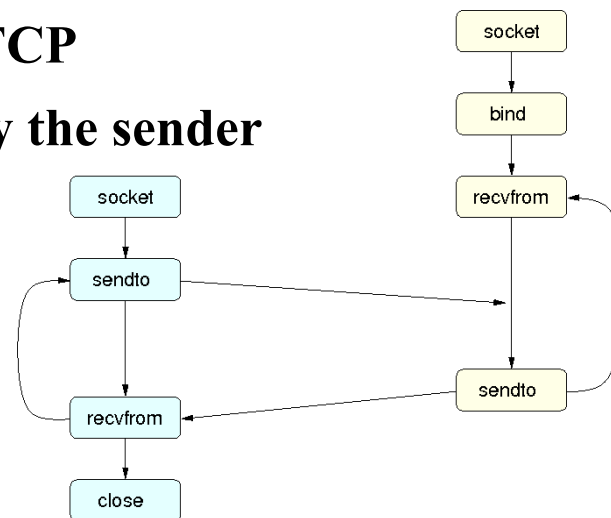 TCP
the sender
socket
sendto
recvfrom
close
socket
bind
recvfrom
sendto